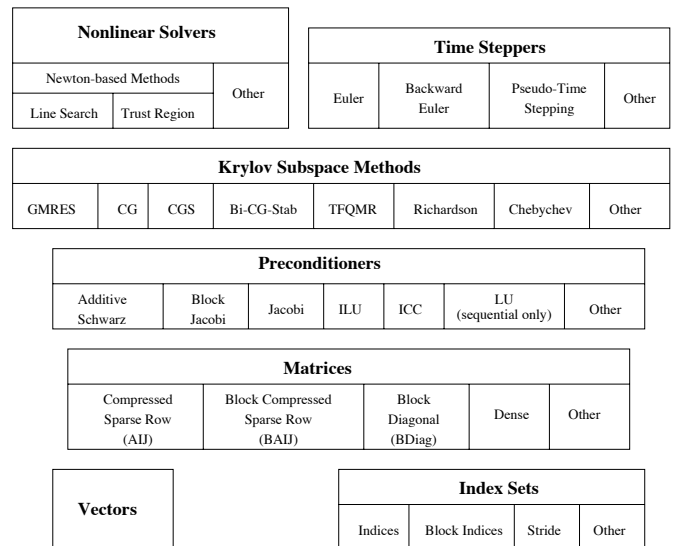 Nonlinear Solvers
Newton-based Methods
Other
Line Search
Trust Region
Time Steppers
Euler
Backward
Euler
Pseudo-Time
Stepping
Other
Krylov Subspace Methods
GMRES
CG
CGS
Bi-CG-Stab
TFQMR
Richardson
Chebychev
Other
Preconditioners
Additive
Schwarz
Block
Jacobi
Jacobi
ILU
ICC
LU
(sequential only)
Other
Matrices
Compressed
Sparse Row
(AIJ)
Block Compressed
Sparse Row
(BAIJ)
Block
Diagonal
(BDiag)
Dense
Other
Vectors
Index Sets
Indices
Block Indices
Stride
Other